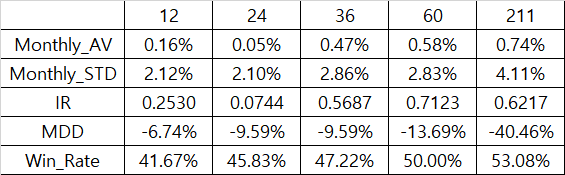 12 24 36 60 211
Monthly_AV 0.16% 0.05% 0.47% 0.58% 0.74%
Monthly_STD 2.12% 2.10% 2.86% 2.83% 4.11%
IR 0.2530 0.0744 0.5687 0.7123 0.6217
MDD -6.74% -9.59% -9.59% -13.69% -40.46%
Win_Rate 41.67% 45.83% 47.22% 50.00% 53.08%